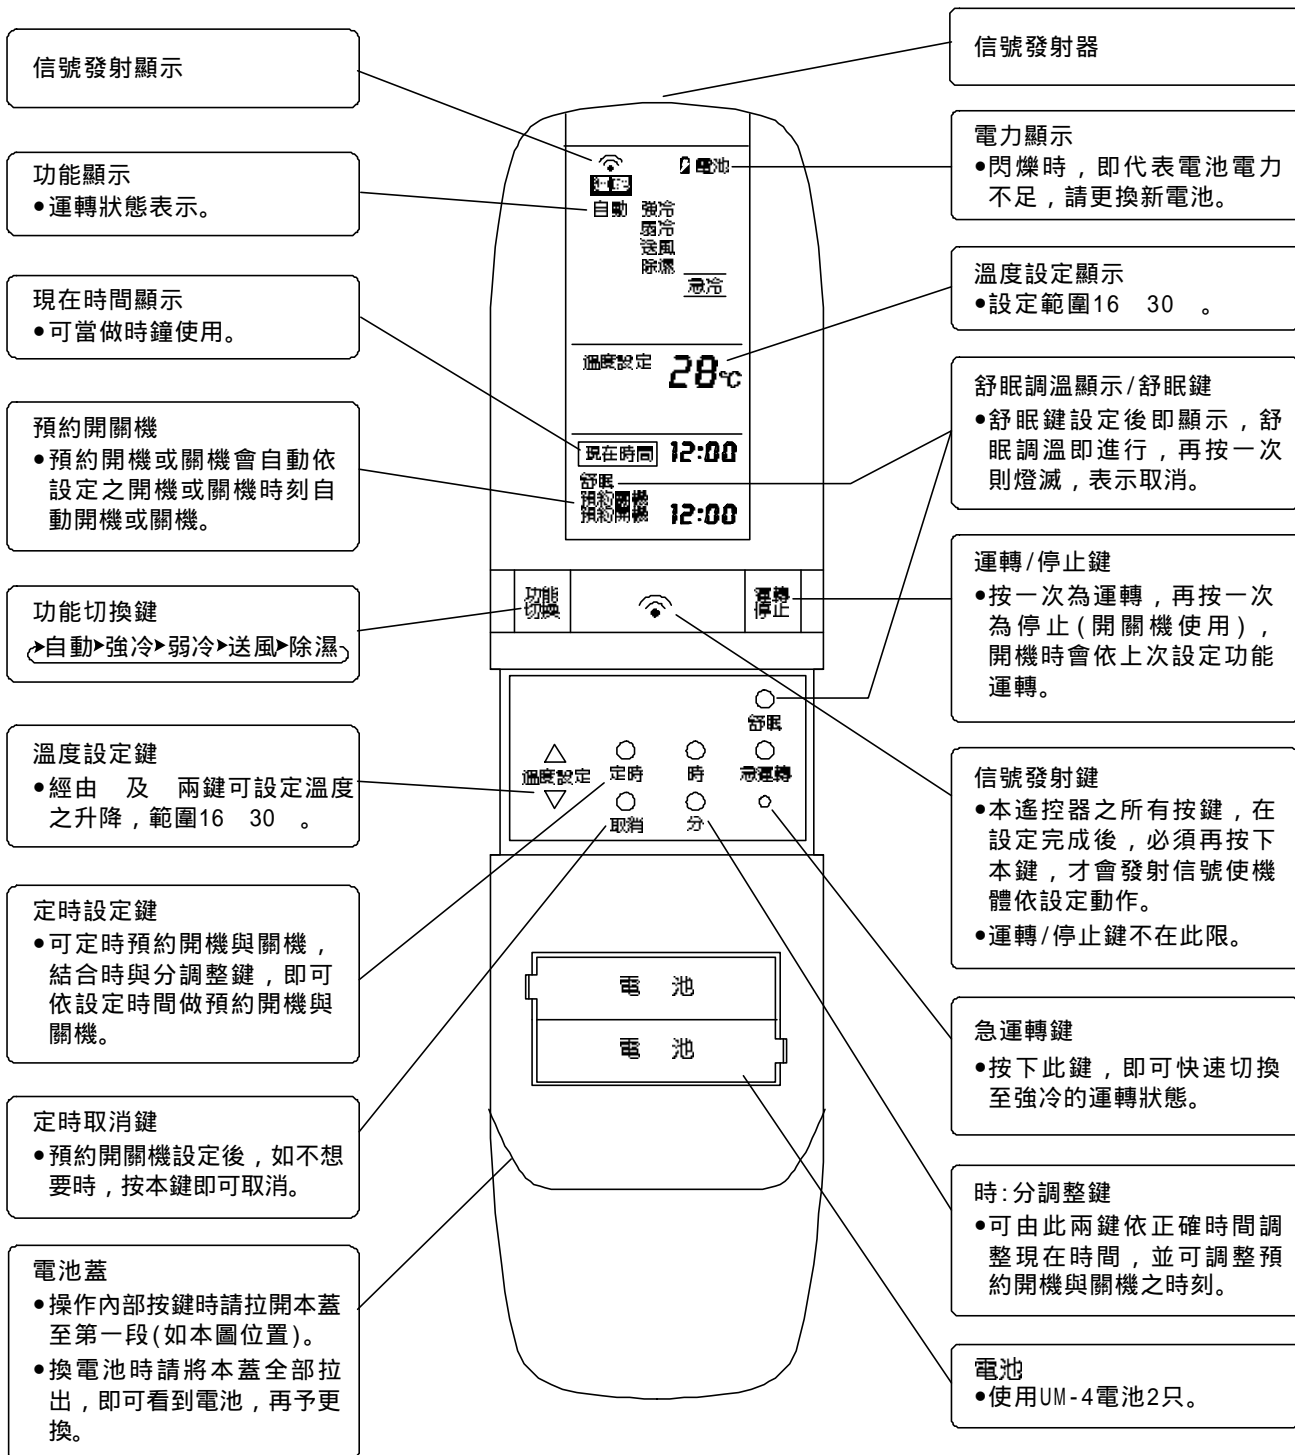 信號發射顯示
功能顯示
•運轉狀態表示。
現在時間顯示
•可當做時鐘使用。
預約開關機
•預約開機或關機會自動依
設定之開機或關機時刻自
動開機或關機。
功能切換鍵
自動▸強冷▸弱冷▸送風▸除濕
溫度設定鍵
•經由 及 兩鍵可設定溫度
之升降，範圍16 30 。
定時設定鍵
•可定時預約開機與關機，
結合時與分調整鍵，即可
依設定時間做預約開機與
關機。
定時取消鍵
•預約開關機設定後，如不想
要時，按本鍵即可取消。
電池蓋
•操作內部按鍵時請拉開本蓋
至第一段(如本圖位置)。
•換電池時請將本蓋全部拉
出，即可看到電池，再予更
換。
電池
自動 強冷
弱冷
送風
除濕
急冷
溫度設定 28℃
現在時間 12:00
舒眠
預約關機
預約開機 12:00
功能
切換
運轉
停止
舒眠
溫度設定 定時 時 急運轉
取消 分
電 池
電 池
信號發射器
電力顯示
•閃爍時，即代表電池電力
不足，請更換新電池。
溫度設定顯示
•設定範圍16 30 。
舒眠調溫顯示/舒眠鍵
•舒眠鍵設定後即顯示，舒
眠調溫即進行，再按一次
則燈滅，表示取消。
運轉/停止鍵
•按一次為運轉，再按一次
為停止(開關機使用)，
開機時會依上次設定功能
運轉。
信號發射鍵
•本遙控器之所有按鍵，在
設定完成後，必須再按下
本鍵，才會發射信號使機
體依設定動作。
•運轉/停止鍵不在此限。
急運轉鍵
•按下此鍵，即可快速切換
至強冷的運轉狀態。
時:分調整鍵
•可由此兩鍵依正確時間調
整現在時間，並可調整預
約開機與關機之時刻。
電池
•使用UM-4電池2只。